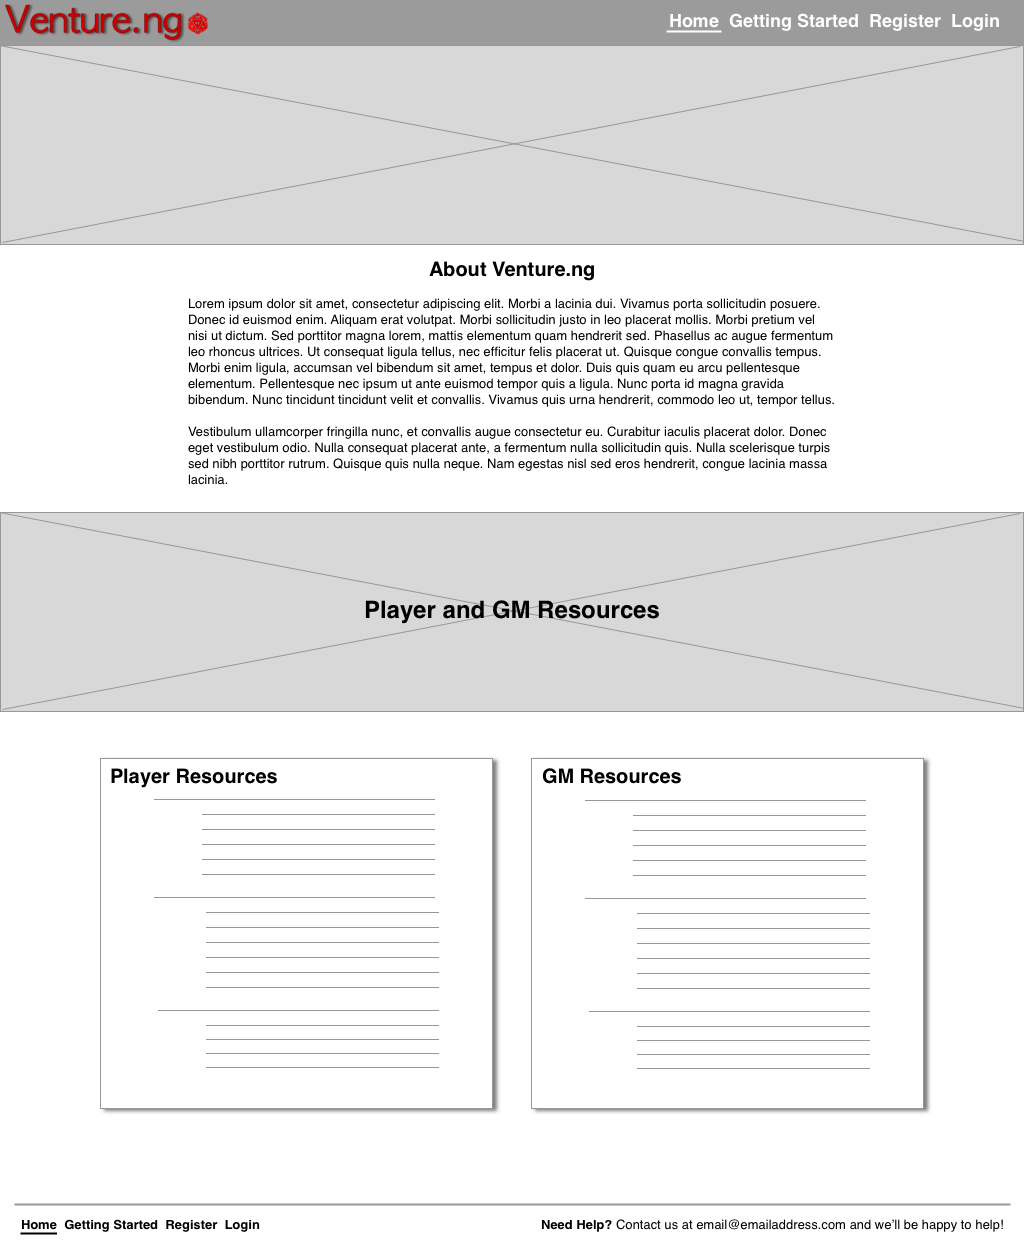 Venture.ng
Home Getting Started Register Login
About Venture.ng
Lorem ipsum dolor sit amet, consectetur adipiscing elit. Morbi a lacinia dui. Vivamus porta sollicitudin posuere.
Donec id euismod enim. Aliquam erat volutpat. Morbi sollicitudin justo in leo placerat mollis. Morbi pretium vel
nisi ut dictum. Sed porttitor magna lorem, mattis elementum quam hendrerit sed. Phasellus ac augue fermentum
leo rhoncus ultrices. Ut consequat ligula tellus, nec efficitur felis placerat ut. Quisque congue convallis tempus.
Morbi enim ligula, accumsan vel bibendum sit amet, tempus et dolor. Duis quis quam eu arcu pellentesque
elementum. Pellentesque nec ipsum ut ante euismod tempor quis a ligula. Nunc porta id magna gravida
bibendum. Nunc tincidunt tincidunt velit et convallis. Vivamus quis urna hendrerit, commodo leo ut, tempor tellus.
Vestibulum ullamcorper fringilla nunc, et convallis augue consectetur eu. Curabitur iaculis placerat dolor. Donec
eget vestibulum odio. Nulla consequat placerat ante, a fermentum nulla sollicitudin quis. Nulla scelerisque turpis
sed nibh porttitor rutrum. Quisque quis nulla neque. Nam egestas nisl sed eros hendrerit, congue lacinia massa
lacinia.
Player and GM Resources
Player Resources
GM Resources
Home Getting Started Register Login
Need Help? Contact us at email@emailaddress.com and we'll be happy to help!